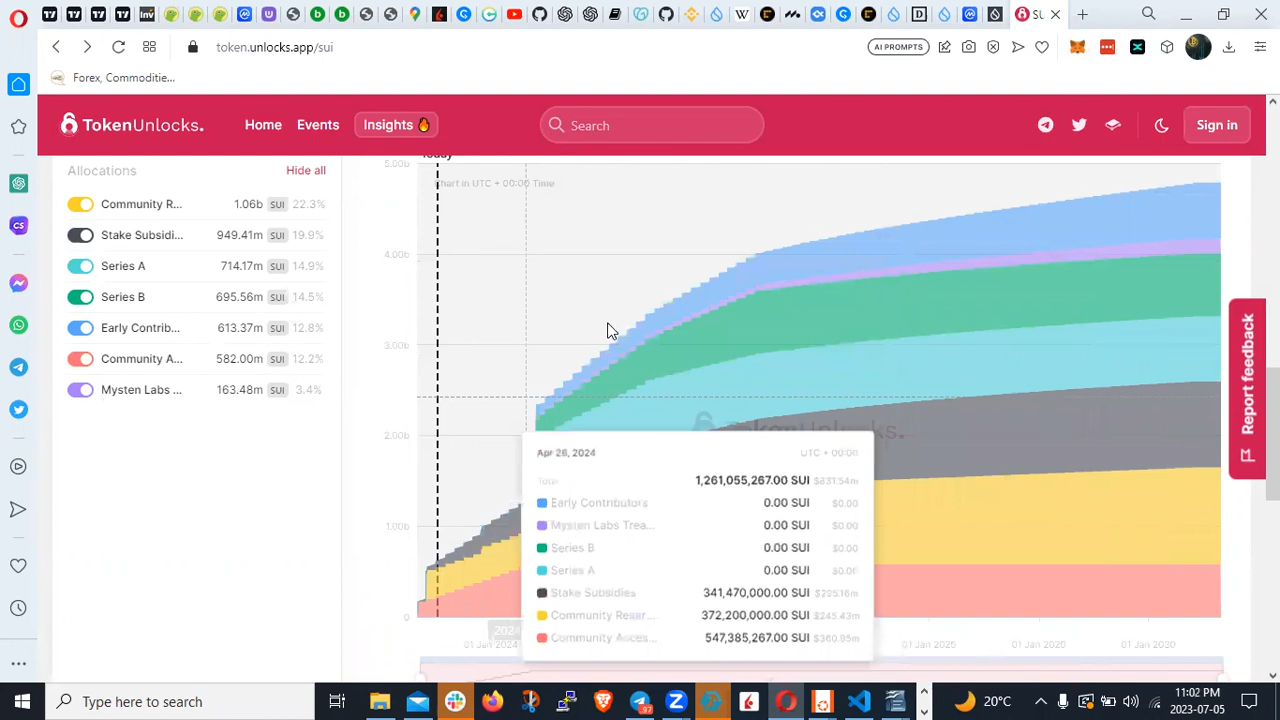 SU
token.unlocks.app/sui
AI PROMPTS
Forex, Commoditie...
TokenUnlocks.
Home
Events
Insights
Search
Sign in
Allocations
Hide all
Community R...
1.06b
SUI
22.3%
Stake Subsidi...
949.41m
SUI
19.9%
Series A
714.17m
SUI
14.9%
Series B
695.56m
SUI
14.5%
Early Contrib...
613.37m
SUI
12.8%
Community A...
582.00m
SUI
12.2%
Mysten Labs ...
163.48m
SUI
3.4%
Today
Chart in UTC + 00:00 Time
5.00b
4.00b
3.00b
2.00b
1.00b
0
Apr 26, 2024
UTC + 00:00
Total
1,261,055,267.00 SUI
Early Contributors
0.00 SUI
$0.00
Mysten Labs Trea...
0.00 SUI
$0.00
Series B
0.00 SUI
$0.00
Series A
0.00 SUI
$0.00
Stake Subsidies
341,470,000.00 SUI
Community Reser...
372,200,000.00 SUI
$245.43m
Community Acces...
547,385,267.00 SUI
$360.95m
01 Jan 2024
Report feedback
Type here to search
97
20°C
11:02 PM
2023-07-05